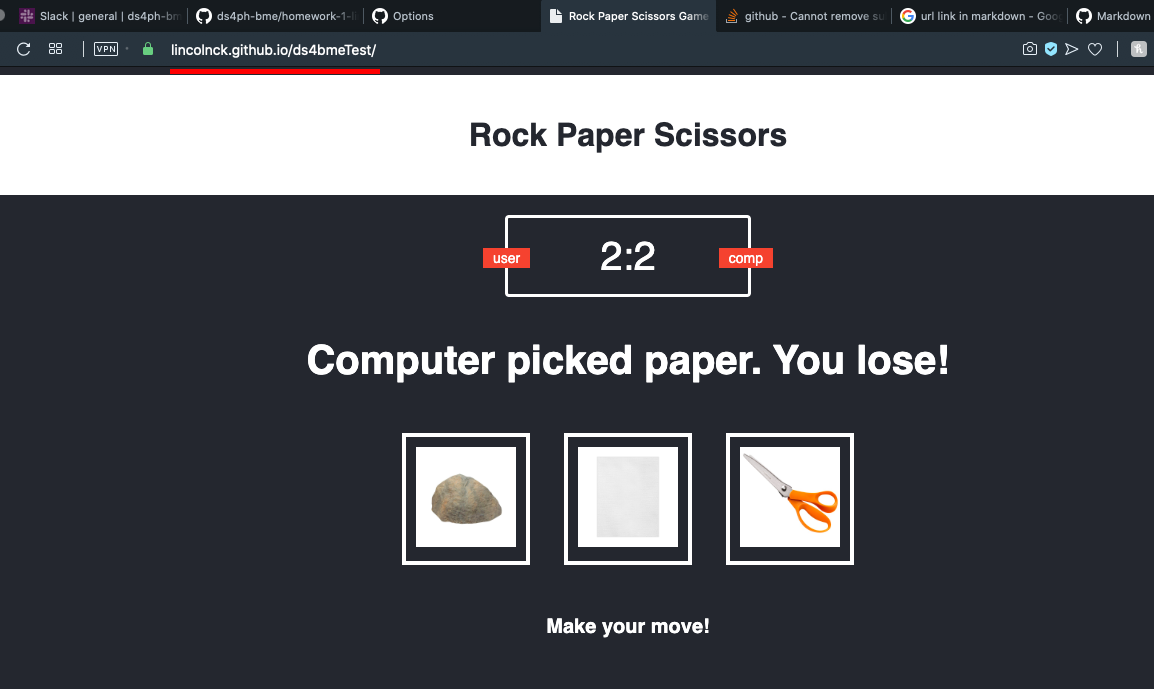 Slack | general | ds4ph-bm
ds4ph-bme/homework-1-li
Options
Rock Paper Scissors Game
github - Cannot remove su
url link in markdown - Goog
Markdown
VPN
lincolnck.github.io/ds4bmeTest/
Rock Paper Scissors
user
2:2
comp
Computer picked paper. You lose!
Make your move!